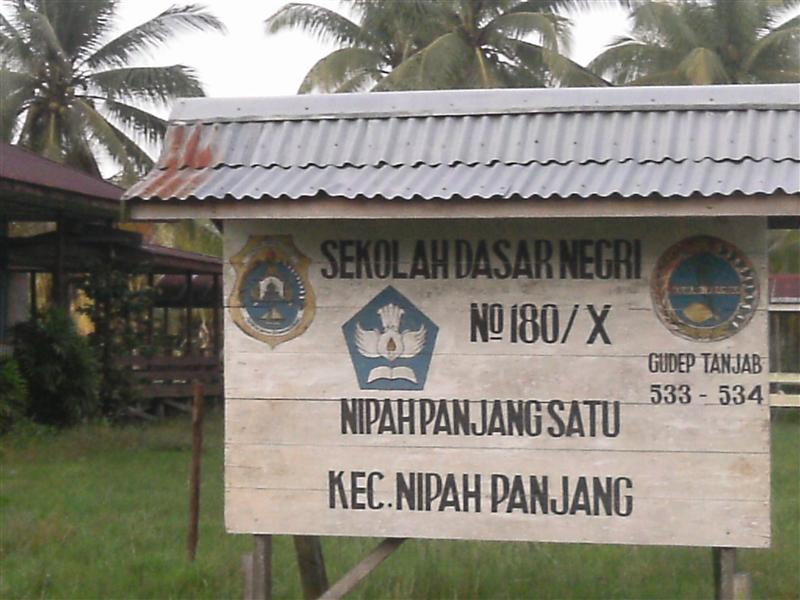 SEKOLAH DASAR NEGRI
Nº 180/X
GUDEP TANJAB
533 - 534
NIPAH PANJANG SATU
KEC. NIPAH PANJANG